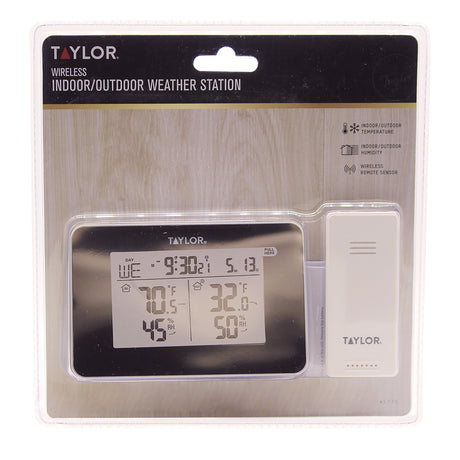 TAYLOR®
WIRELESS
INDOOR/OUTDOOR WEATHER STATION
INDOOR/OUTDOOR
TEMPERATURE
INDOOR/OUTDOOR
HUMIDITY
WIRELESS
REMOTE SENSOR
TAYLOR®
PULL
HERE
DAY
WE 9:30 21 5 13
70.5 °F 32.0 °F
45 % RH 50 % RH
TAYLOR®